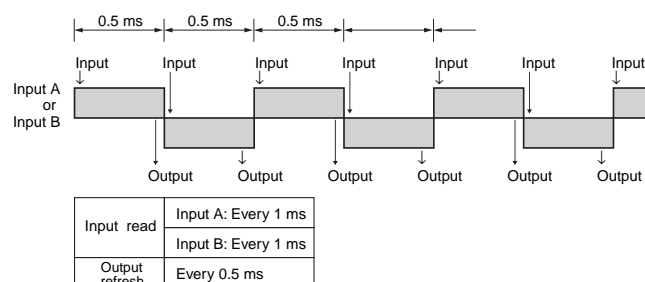 0.5 ms 0.5 ms 0.5 ms
Input Input Input Input Input Input Input
Input A
or
Input B
Output Output Output Output Output Output
Input read
Input A: Every 1 ms
Input B: Every 1 ms
Output
refresh
Every 0.5 ms